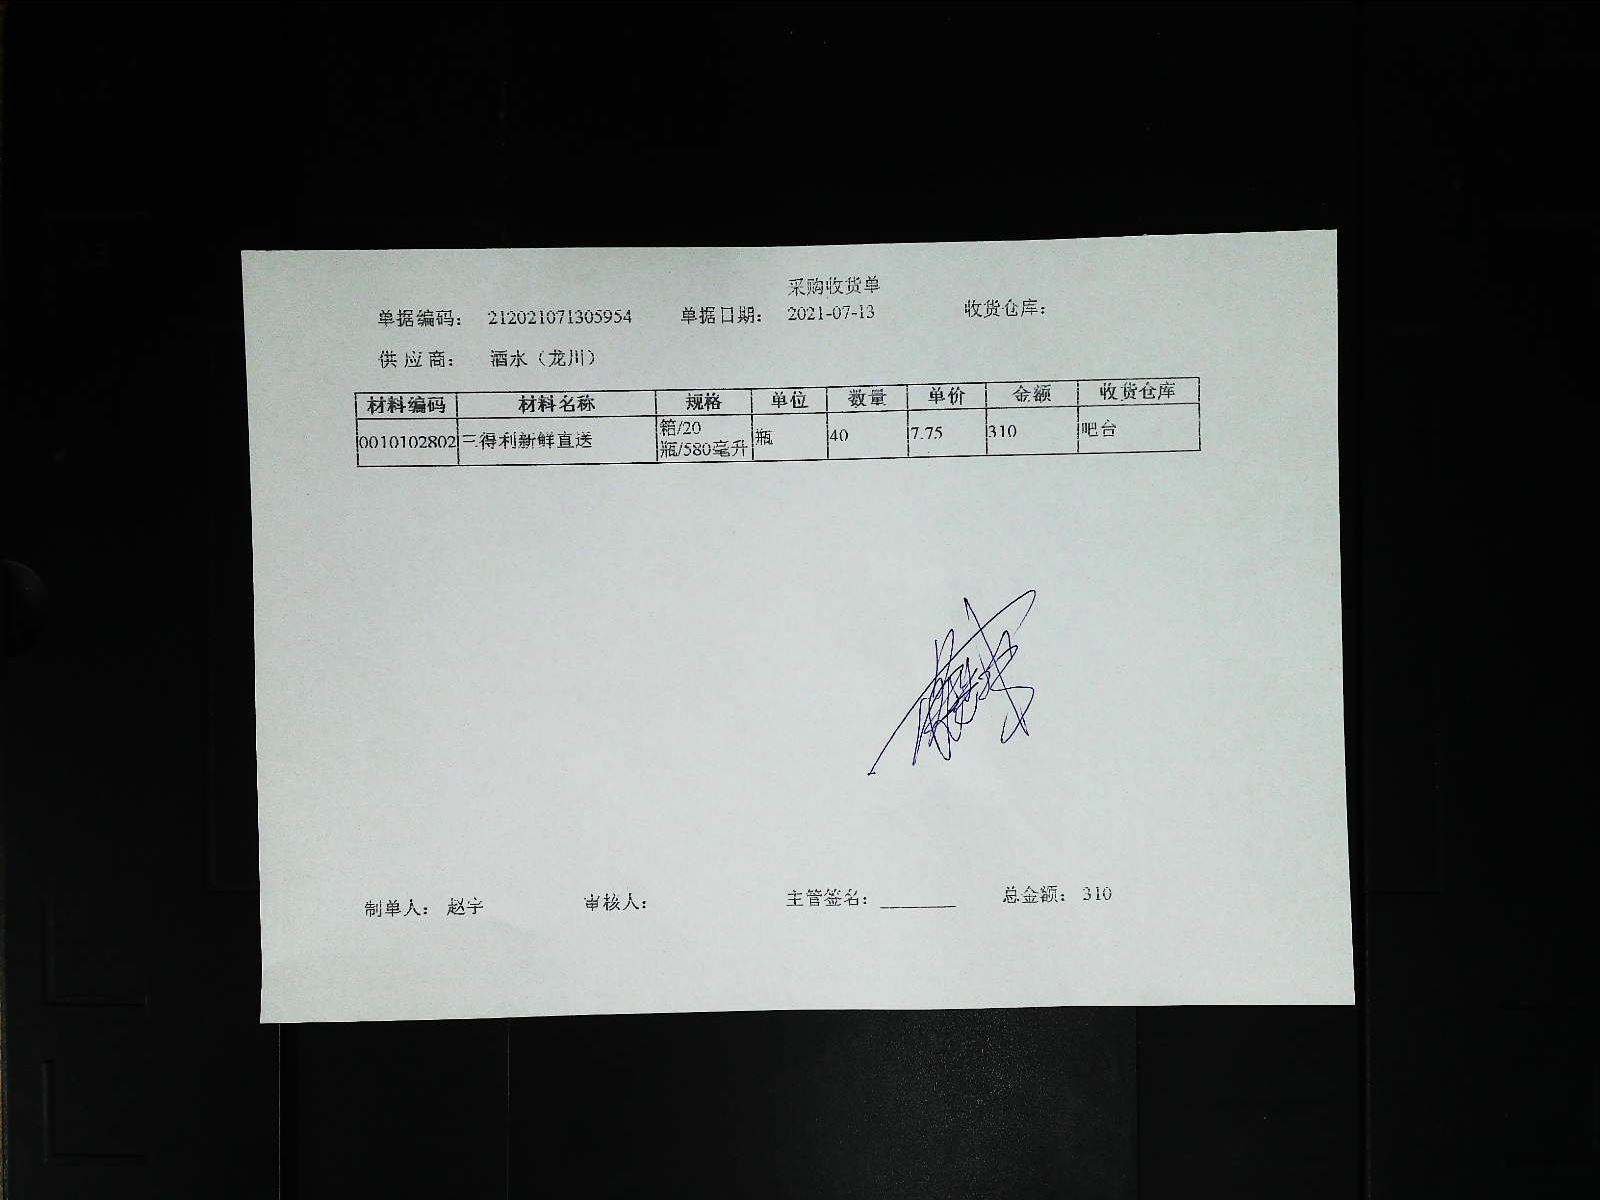 采购收货单
单据编码： 212021071305954 单据日期： 2021-07-13 收货仓库：
供 应 商： 酒水（龙川）
材料编码 材料名称 规格 单位 数量 单价 金额 收货仓库
0010102802 三得利新鲜直送 箱/20 瓶 40 7.75 310 吧台
瓶/580毫升
制单人： 赵宇 审核人： 主管签名：________ 总金额： 310